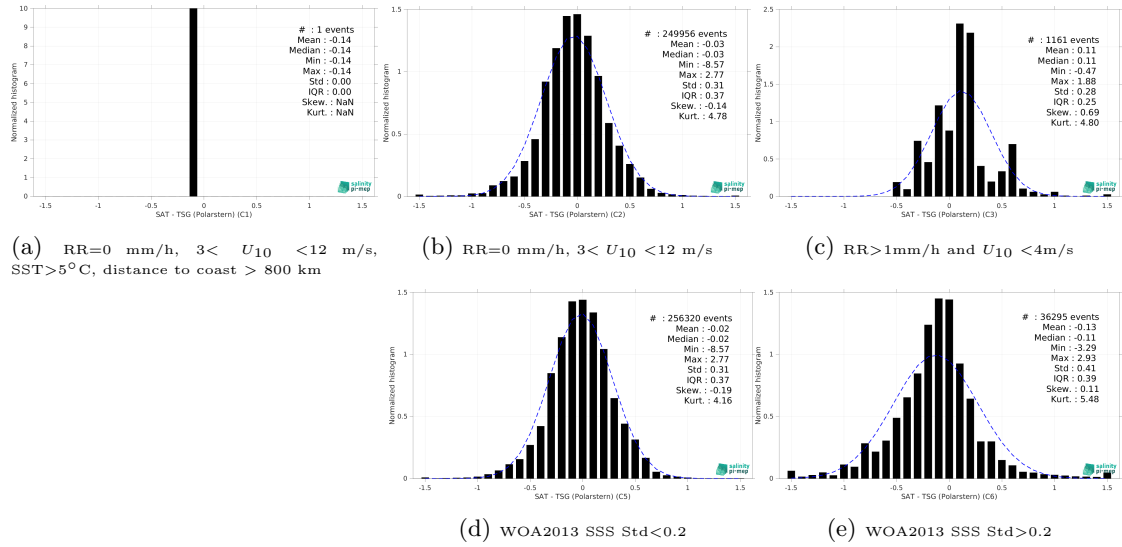 10
9
8
7
6
5
4
3
2
1
0
Normalized histogram
# : 1 events
Mean : -0.14
Median : -0.14
Min : -0.14
Max : -0.14
Std : 0.00
IQR : 0.00
Skew. : NaN
Kurt. : NaN
salinity
pi-mep
-1.5 -1 -0.5 0 0.5 1 1.5
SAT - TSG (Polarstern) (C1)
(a) RR=0 mm/h, 3< U10 <12 m/s,
SST>5°C, distance to coast > 800 km
1.5
1
0.5
0
Normalized histogram
# : 249956 events
Mean : -0.03
Median : -0.03
Min : -8.57
Max : 2.77
Std : 0.31
IQR : 0.37
Skew. : -0.14
Kurt. : 4.78
salinity
pi-mep
-1.5 -1 -0.5 0 0.5 1 1.5
SAT - TSG (Polarstern) (C2)
(b) RR=0 mm/h, 3< U10 <12 m/s
2.5
2
1.5
1
0.5
0
Normalized histogram
# : 1161 events
Mean : 0.11
Median : 0.11
Min : -0.47
Max : 1.88
Std : 0.28
IQR : 0.25
Skew. : 0.69
Kurt. : 4.80
salinity
pi-mep
-1.5 -1 -0.5 0 0.5 1 1.5
SAT - TSG (Polarstern) (C3)
(c) RR>1mm/h and U10 <4m/s
1.5
1
0.5
0
Normalized histogram
# : 256320 events
Mean : -0.02
Median : -0.02
Min : -8.57
Max : 2.77
Std : 0.31
IQR : 0.37
Skew. : -0.19
Kurt. : 4.16
salinity
pi-mep
-1.5 -1 -0.5 0 0.5 1 1.5
SAT - TSG (Polarstern) (C5)
(d) WOA2013 SSS Std<0.2
1.5
1
0.5
0
Normalized histogram
# : 36295 events
Mean : -0.13
Median : -0.11
Min : -3.29
Max : 2.93
Std : 0.41
IQR : 0.39
Skew. : 0.11
Kurt. : 5.48
salinity
pi-mep
-1.5 -1 -0.5 0 0.5 1 1.5
SAT - TSG (Polarstern) (C6)
(e) WOA2013 SSS Std>0.2